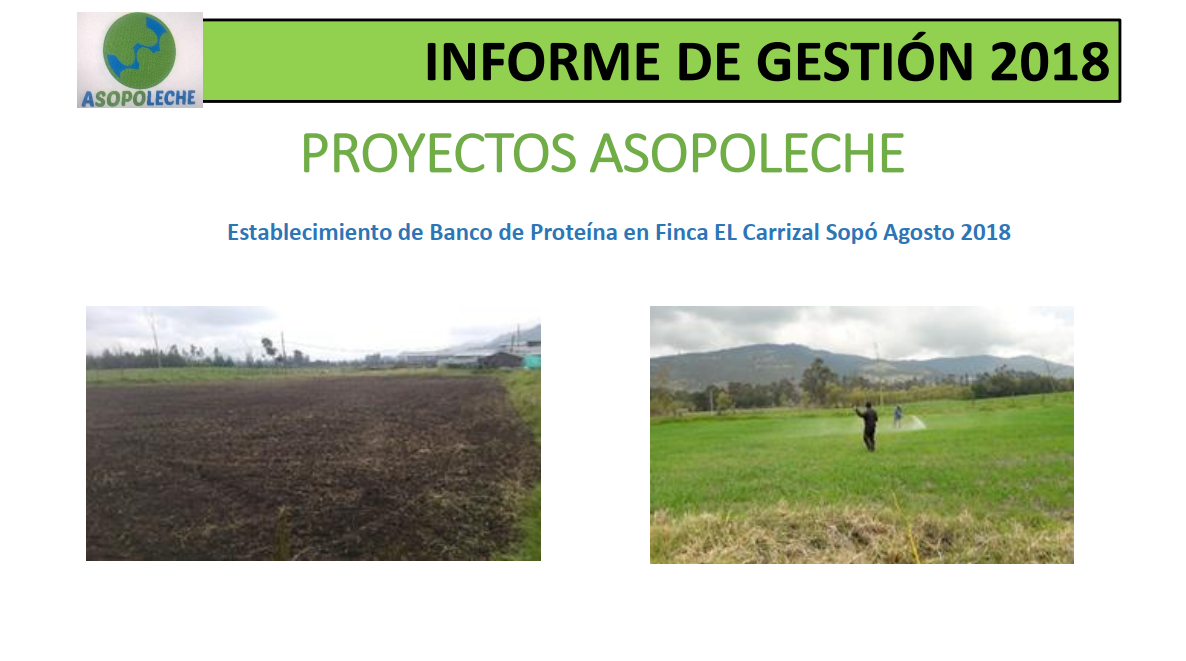 ASOPOLECHE
INFORME DE GESTIÓN 2018
PROYECTOS ASOPOLECHE
Establecimiento de Banco de Proteína en Finca EL Carrizal Sopó Agosto 2018